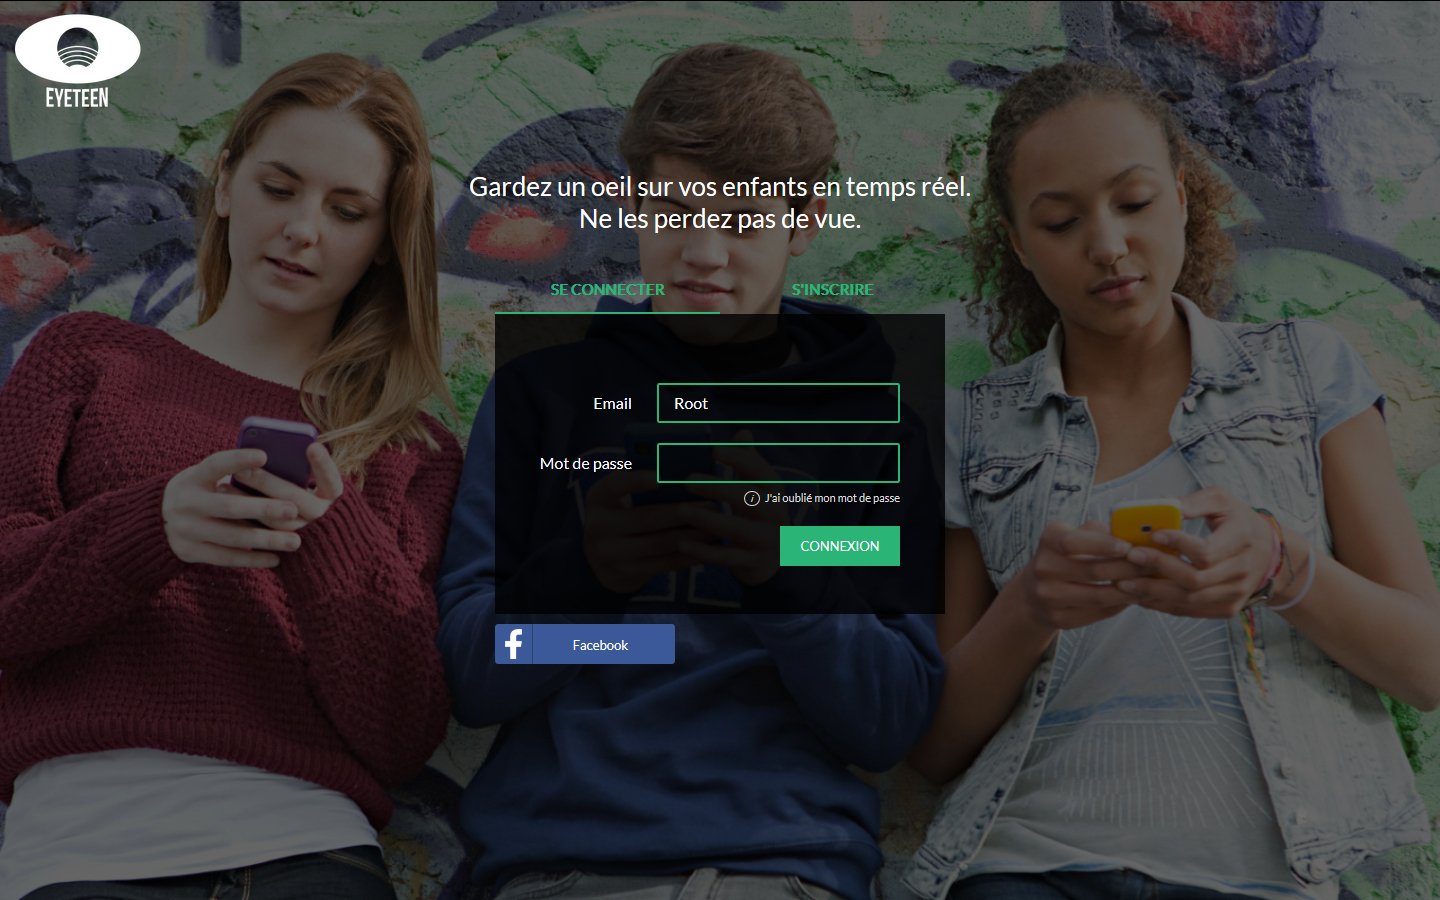 EYETEEN
Gardez un oeil sur vos enfants en temps réel.
Ne les perdez pas de vue.
SE CONNECTER
S'INSCRIRE
Email
Root
Mot de passe
i J'ai oublié mon mot de passe
CONNEXION
f Facebook